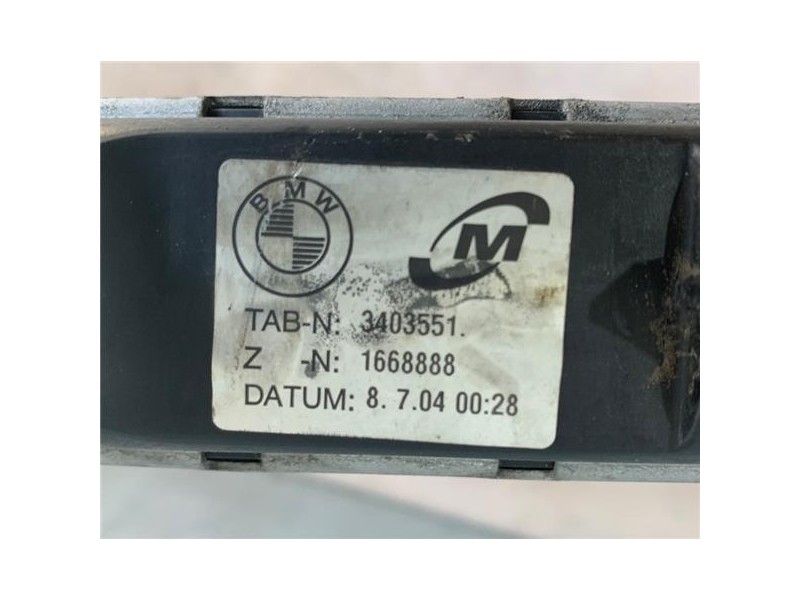 BMW
M
TAB-N: 3403551.
Z -N: 1668888
DATUM: 8. 7.04 00:28